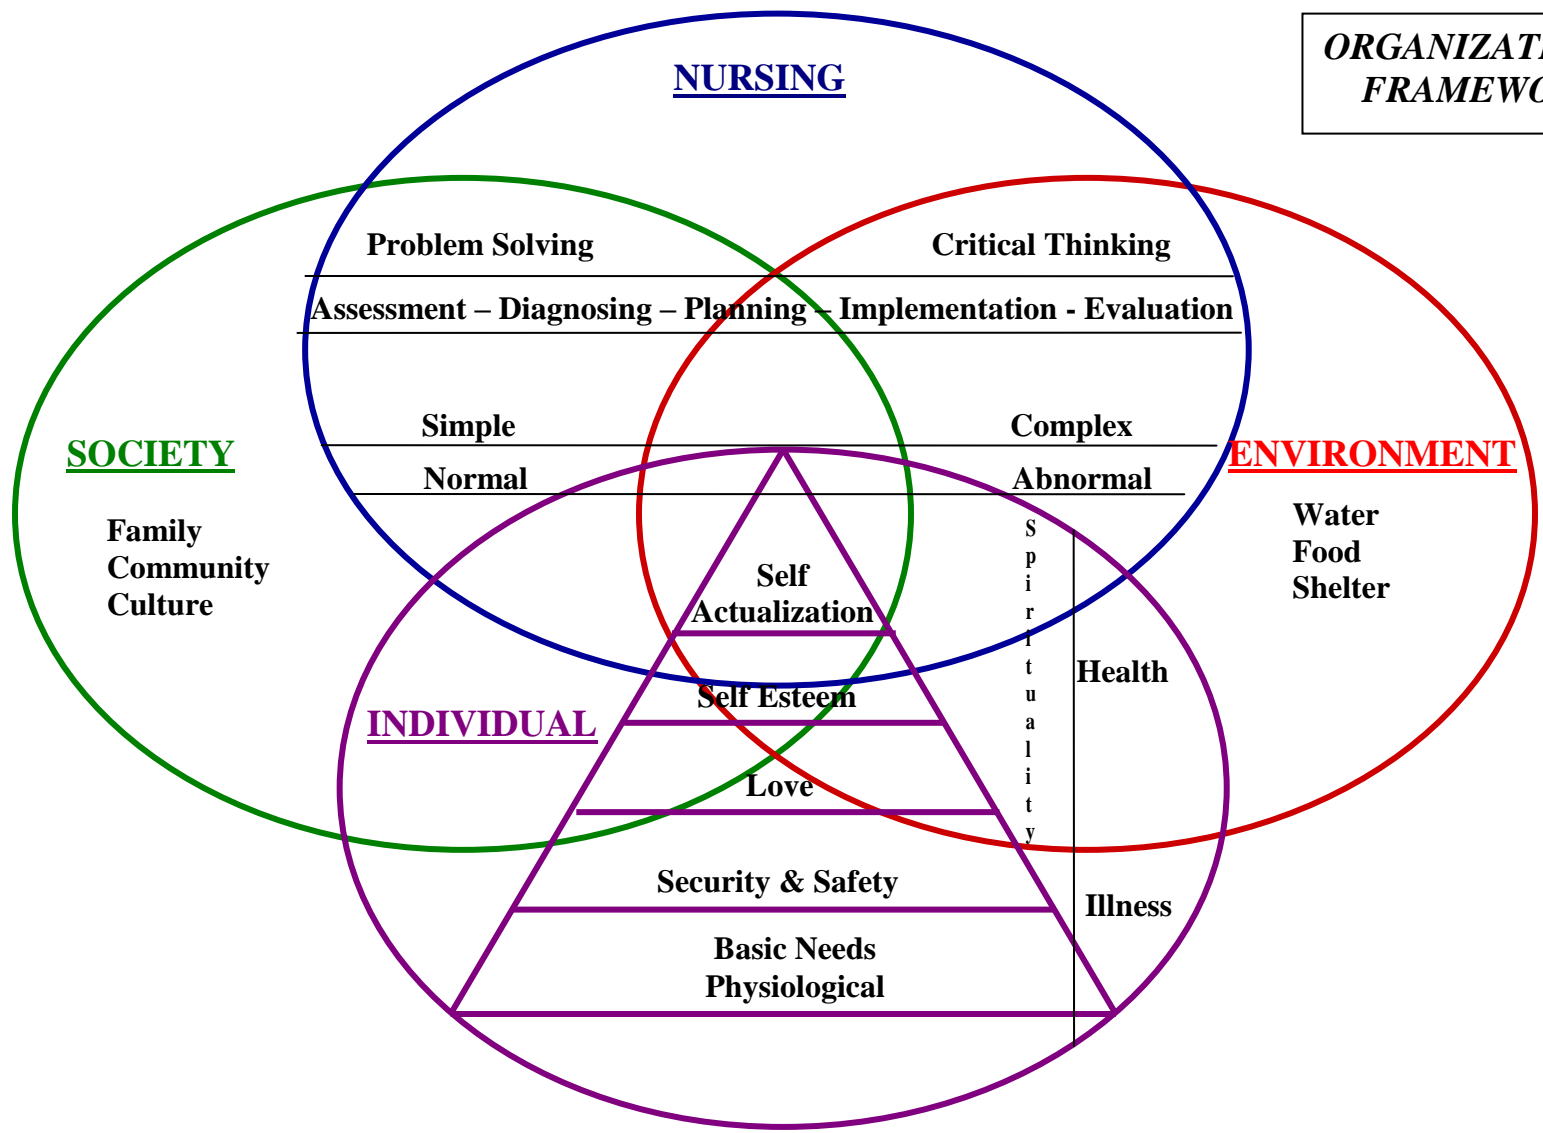 NURSING
ORGANIZATI
FRAMEWO
Problem Solving Critical Thinking
Assessment – Diagnosing – Planning – Implementation - Evaluation
Simple Complex
SOCIETY
ENVIRONMENT
Normal Abnormal
Family
Community
Culture
Water
Food
Shelter
Spirituality
Self
Actualization
Health
Self Esteem
INDIVIDUAL
Love
Security & Safety
Illness
Basic Needs
Physiological